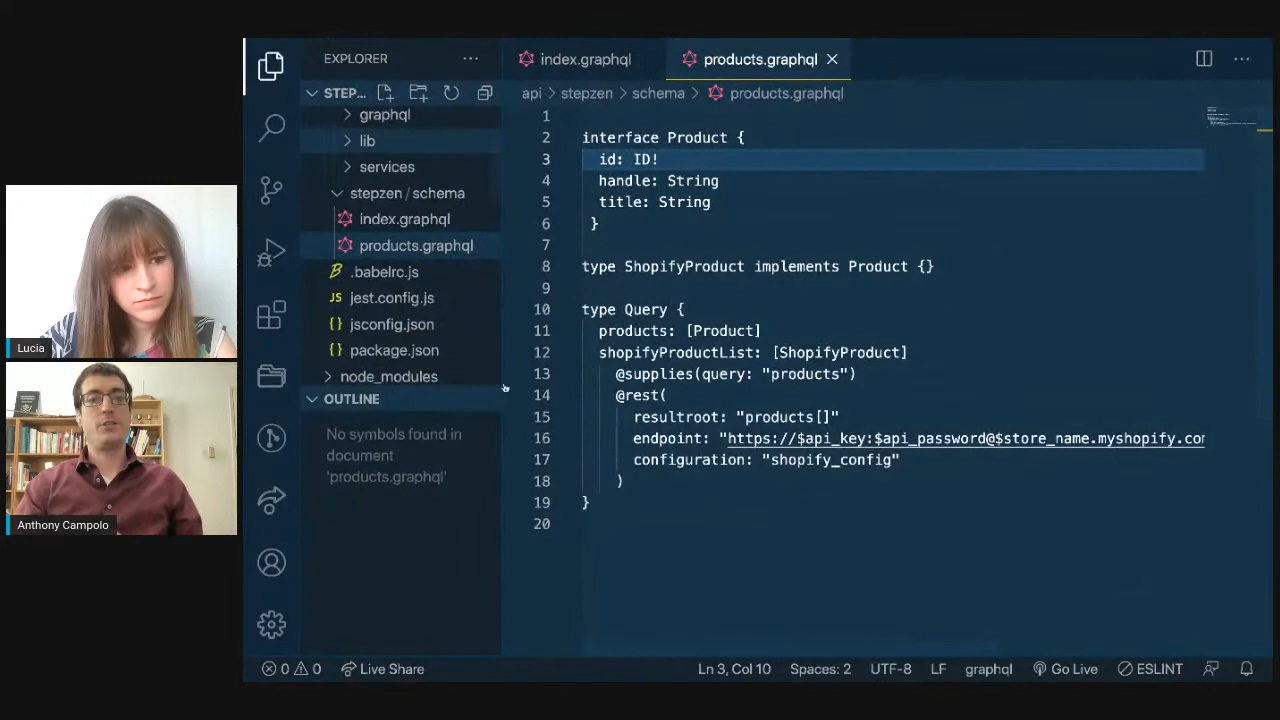 Lucia
Anthony Campolo
EXPLORER
STEP...
graphql
lib
services
stepzen / schema
index.graphql
products.graphql
.babelrc.js
JS jest.config.js
{} jsconfig.json
{} package.json
node_modules
OUTLINE
No symbols found in
document
'products.graphql'
index.graphql
products.graphql
api > stepzen > schema > products.graphql
1
2 interface Product {
3 id: ID!
4 handle: String
5 title: String
6 }
7
8 type ShopifyProduct implements Product {}
9
10 type Query {
11 products: [Product]
12 shopifyProductList: [ShopifyProduct]
13 @supplies(query: "products")
14 @rest(
15 resultroot: "products[]"
16 endpoint: "https://$api_key:$api_password@$store_name.myshopify.co
17 configuration: "shopify_config"
18 )
19 }
20
0 0 Live Share
Ln 3, Col 10 Spaces: 2 UTF-8 LF graphql Go Live ESLINT